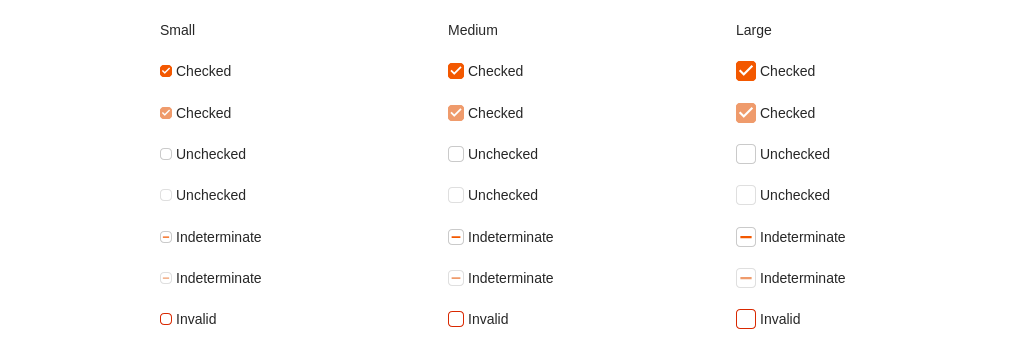 Small Medium Large
Checked Checked Checked
Checked Checked Checked
Unchecked Unchecked Unchecked
Unchecked Unchecked Unchecked
Indeterminate Indeterminate Indeterminate
Indeterminate Indeterminate Indeterminate
Invalid Invalid Invalid